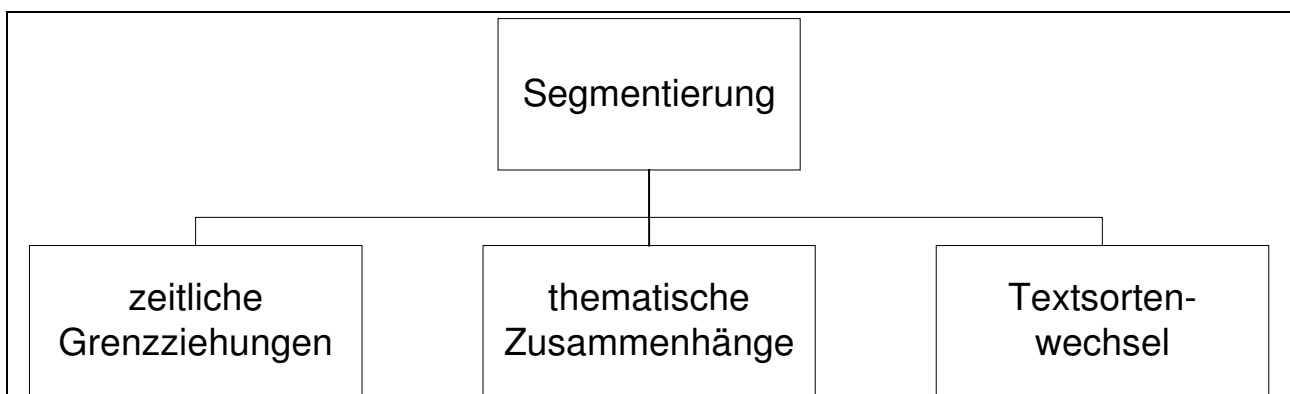 Segmentierung
zeitliche
Grenzziehungen
thematische
Zusammenhänge
Textsorten-
wechsel